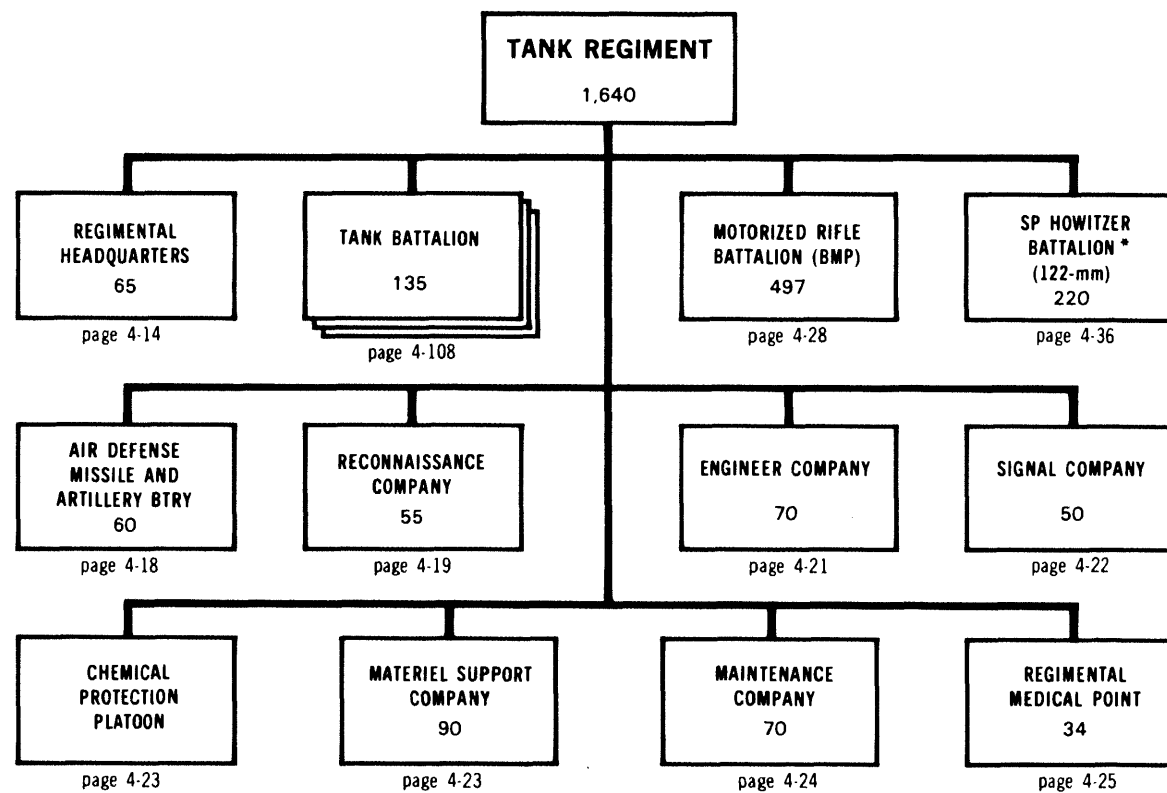 TANK REGIMENT
1,640
REGIMENTAL
HEADQUARTERS
65
page 4-14
TANK BATTALION
135
page 4-108
MOTORIZED RIFLE
BATTALION (BMP)
497
page 4-28
SP HOWITZER
BATTALION *
(122-mm)
220
page 4-36
AIR DEFENSE
MISSILE AND
ARTILLERY BTRY
60
page 4-18
RECONNAISSANCE
COMPANY
55
page 4-19
ENGINEER COMPANY
70
page 4-21
SIGNAL COMPANY
50
page 4-22
CHEMICAL
PROTECTION
PLATOON
page 4-23
MATERIEL SUPPORT
COMPANY
90
page 4-23
MAINTENANCE
COMPANY
70
page 4-24
REGIMENTAL
MEDICAL POINT
34
page 4-25